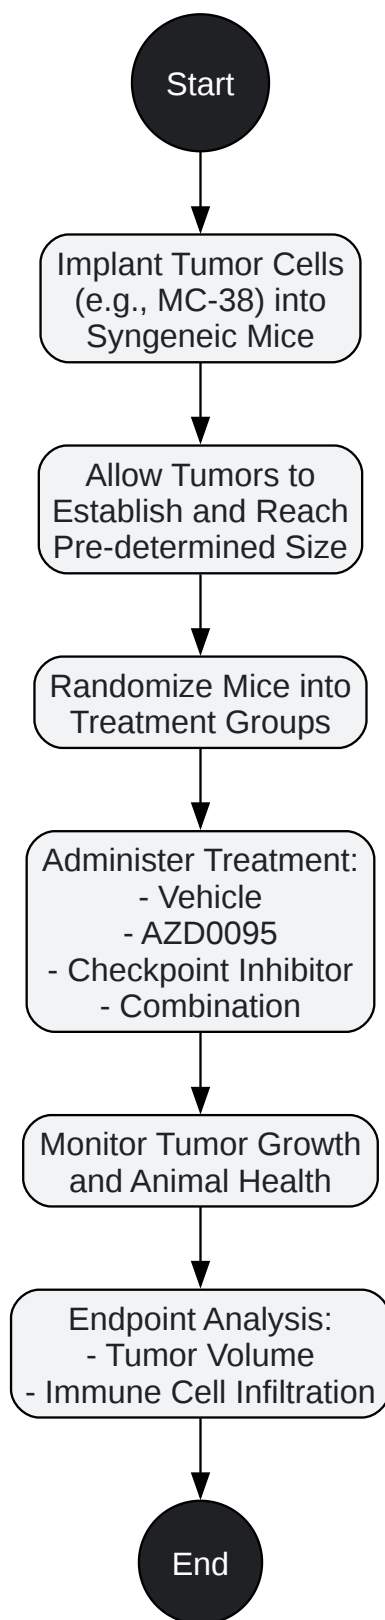 Start
Implant Tumor Cells
(e.g., MC-38) into
Syngeneic Mice
Allow Tumors to
Establish and Reach
Pre-determined Size
Randomize Mice into
Treatment Groups
Administer Treatment:
- Vehicle
- AZD0095
- Checkpoint Inhibitor
- Combination
Monitor Tumor Growth
and Animal Health
Endpoint Analysis:
- Tumor Volume
- Immune Cell Infiltration
End